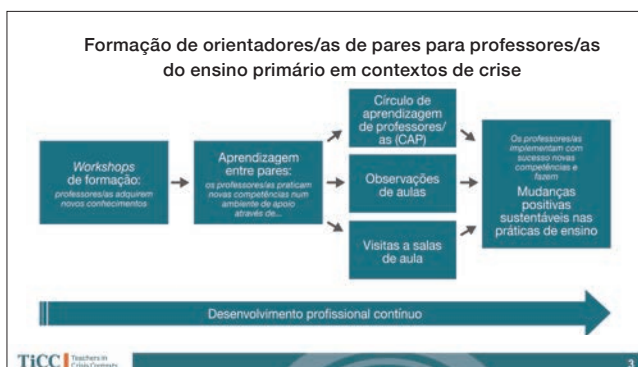 Formação de orientadores/as de pares para professores/as
do ensino primário em contextos de crise
Workshops
de formação:
professores/as adquirem
novos conhecimentos
Aprendizagem
entre pares:
os professores/as praticam
novas competências num
ambiente de apoio
através de...
Círculo de
aprendizagem
de professores/
as (CAP)
Observações
de aulas
Visitas a salas
de aula
Os professores/as
implementam com
sucesso novas
competências e
fazem
Mudanças
positivas
sustentáveis nas
práticas de ensino
Desenvolvimento profissional contínuo
TiCC Teachers in
Crisis Contexts
3